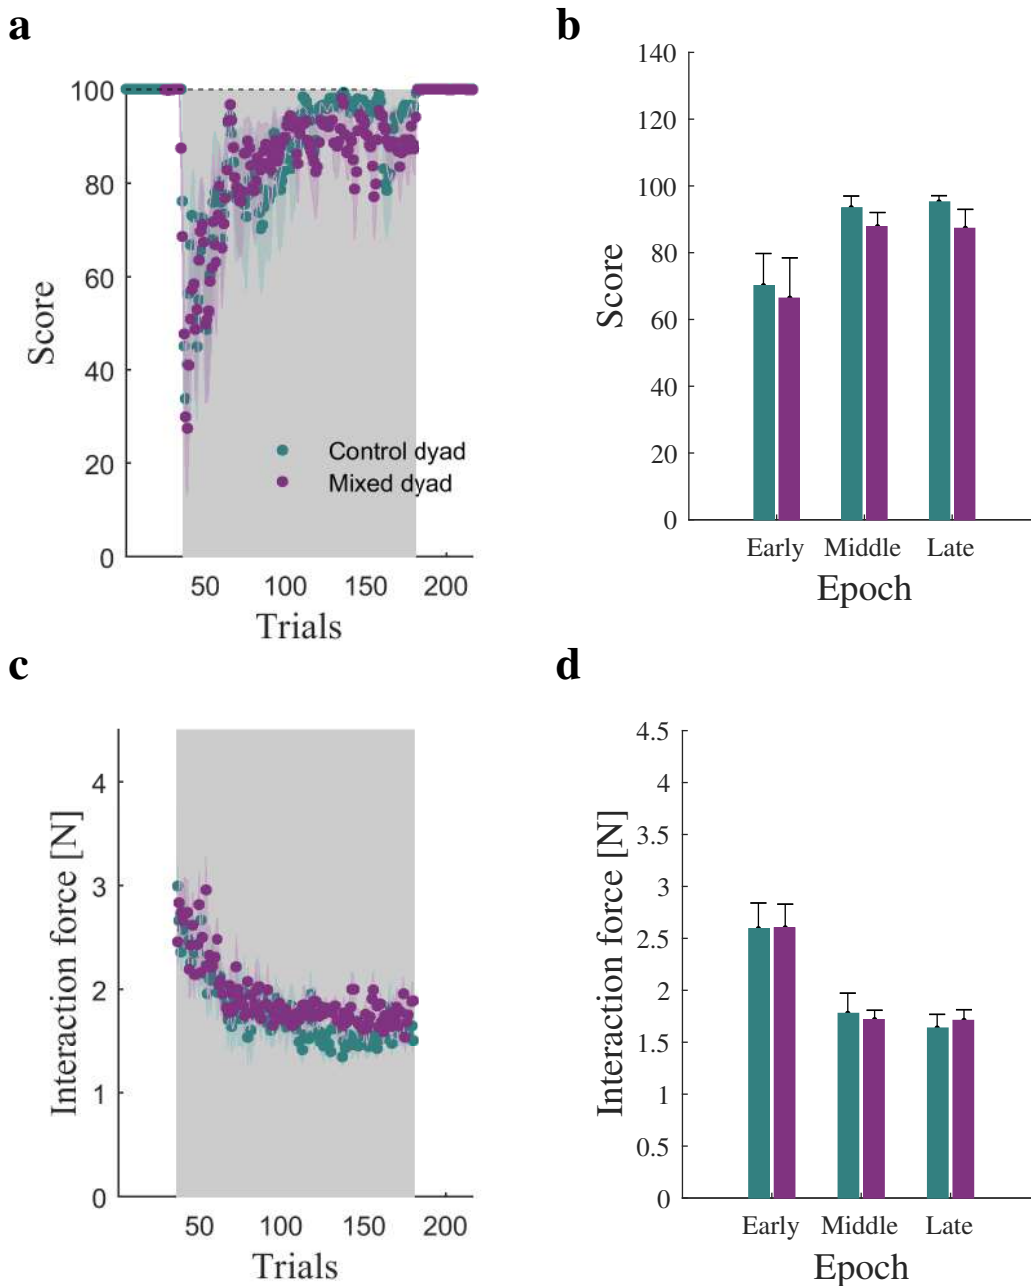 a
100
80
60
40
20
0
Score
Control dyad
Mixed dyad
50 100 150 200
Trials
b
140
120
100
80
60
40
20
0
Score
Early Middle Late
Epoch
c
4
3
2
1
0
Interaction force [N]
50 100 150 200
Trials
d
4.5
4
3.5
3
2.5
2
1.5
1
0.5
0
Interaction force [N]
Early Middle Late
Epoch